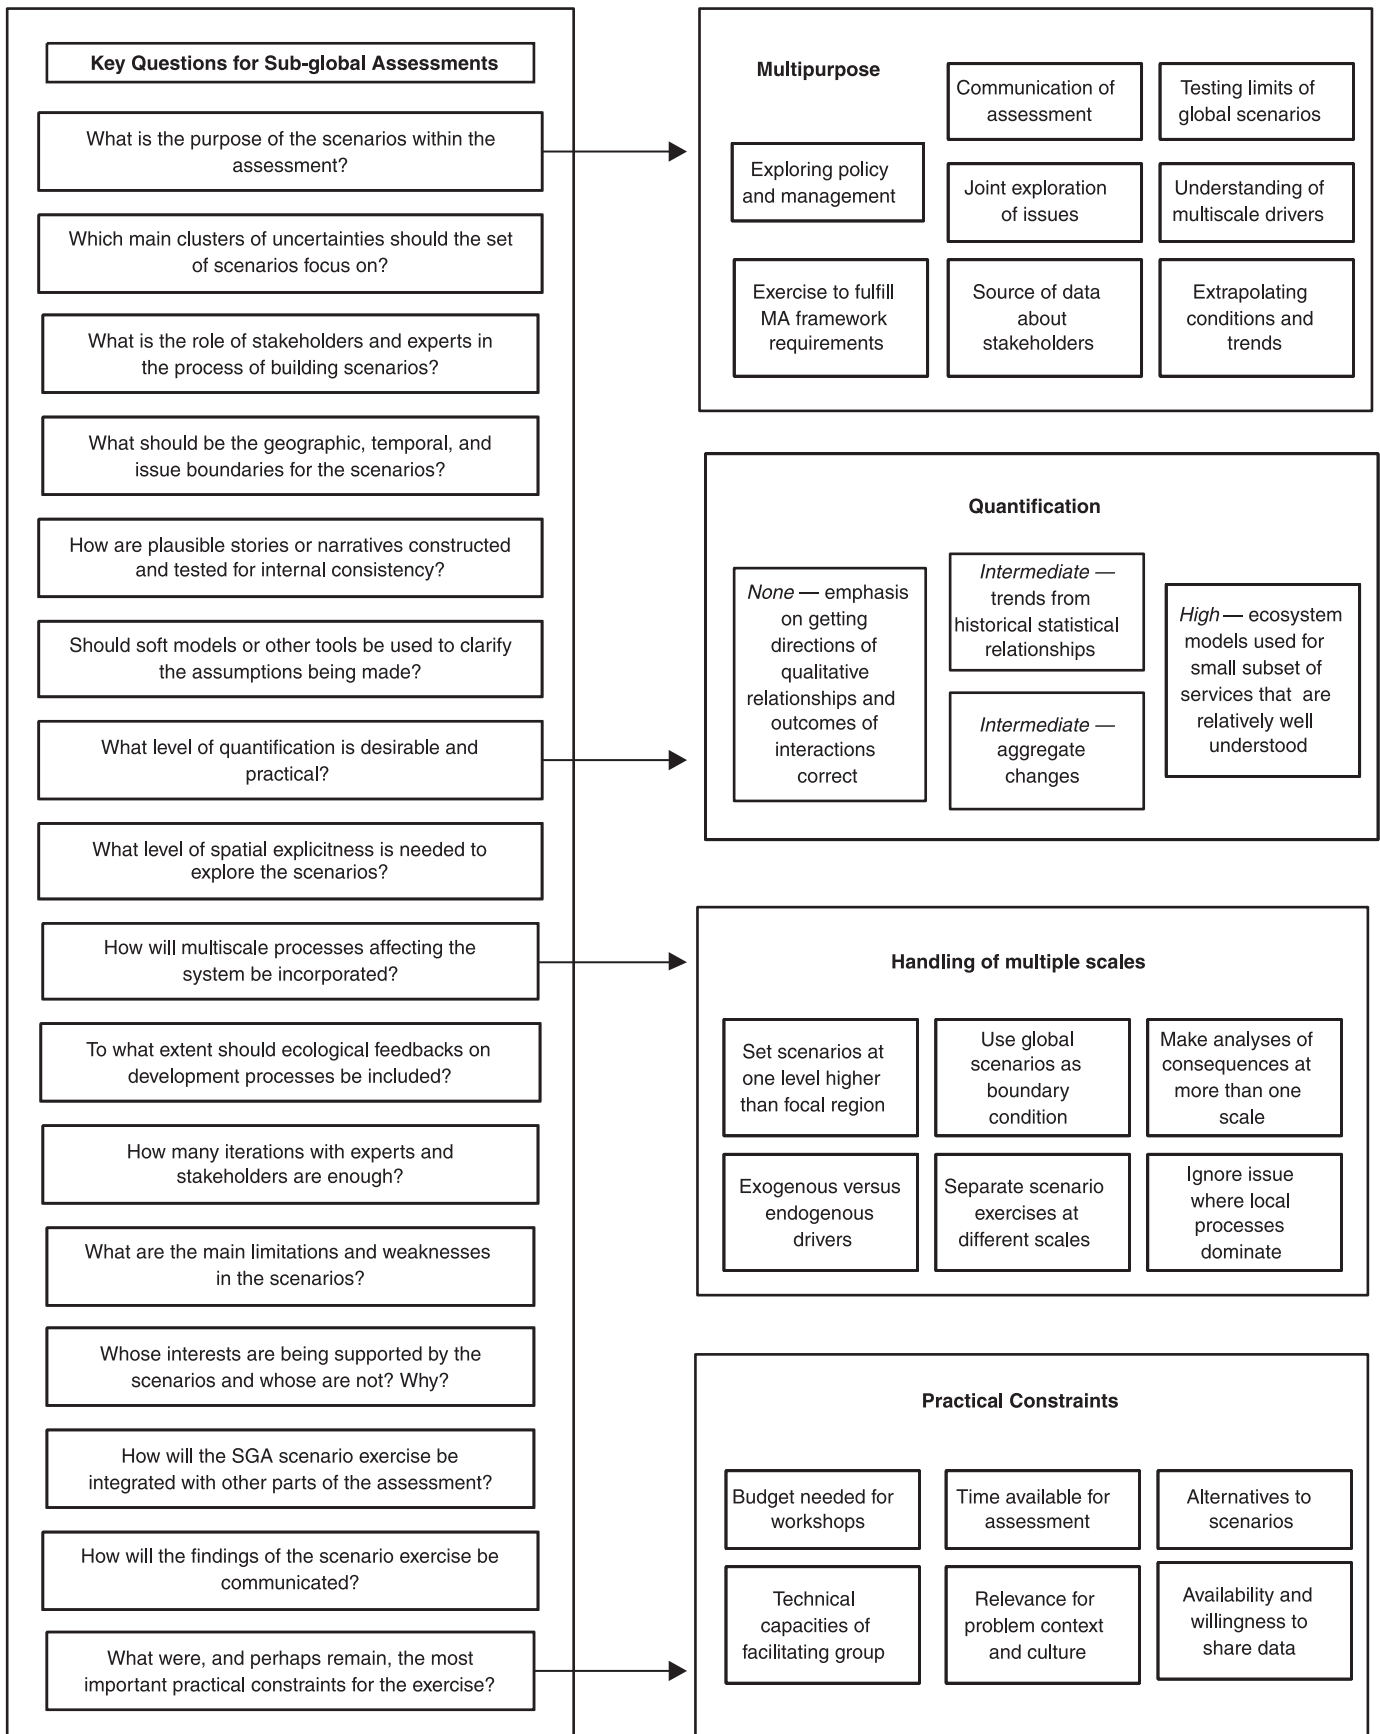 Key Questions for Sub-global Assessments
What is the purpose of the scenarios within the
assessment?
Which main clusters of uncertainties should the set
of scenarios focus on?
What is the role of stakeholders and experts in
the process of building scenarios?
What should be the geographic, temporal, and
issue boundaries for the scenarios?
How are plausible stories or narratives constructed
and tested for internal consistency?
Should soft models or other tools be used to clarify
the assumptions being made?
What level of quantification is desirable and
practical?
What level of spatial explicitness is needed to
explore the scenarios?
How will multiscale processes affecting the
system be incorporated?
To what extent should ecological feedbacks on
development processes be included?
How many iterations with experts and
stakeholders are enough?
What are the main limitations and weaknesses
in the scenarios?
Whose interests are being supported by the
scenarios and whose are not? Why?
How will the SGA scenario exercise be
integrated with other parts of the assessment?
How will the findings of the scenario exercise be
communicated?
What were, and perhaps remain, the most
important practical constraints for the exercise?
Multipurpose
Communication of
assessment
Testing limits of
global scenarios
Exploring policy
and management
Joint exploration
of issues
Understanding of
multiscale drivers
Exercise to fulfill
MA framework
requirements
Source of data
about
stakeholders
Extrapolating
conditions and
trends
Quantification
None — emphasis
on getting
directions of
qualitative
relationships and
outcomes of
interactions
correct
Intermediate —
trends from
historical statistical
relationships
Intermediate —
aggregate
changes
High — ecosystem
models used for
small subset of
services that are
relatively well
understood
Handling of multiple scales
Set scenarios at
one level higher
than focal region
Use global
scenarios as
boundary
condition
Make analyses of
consequences at
more than one
scale
Exogenous versus
endogenous
drivers
Separate scenario
exercises at
different scales
Ignore issue
where local
processes
dominate
Practical Constraints
Budget needed for
workshops
Time available for
assessment
Alternatives to
scenarios
Technical
capacities of
facilitating group
Relevance for
problem context
and culture
Availability and
willingness to
share data